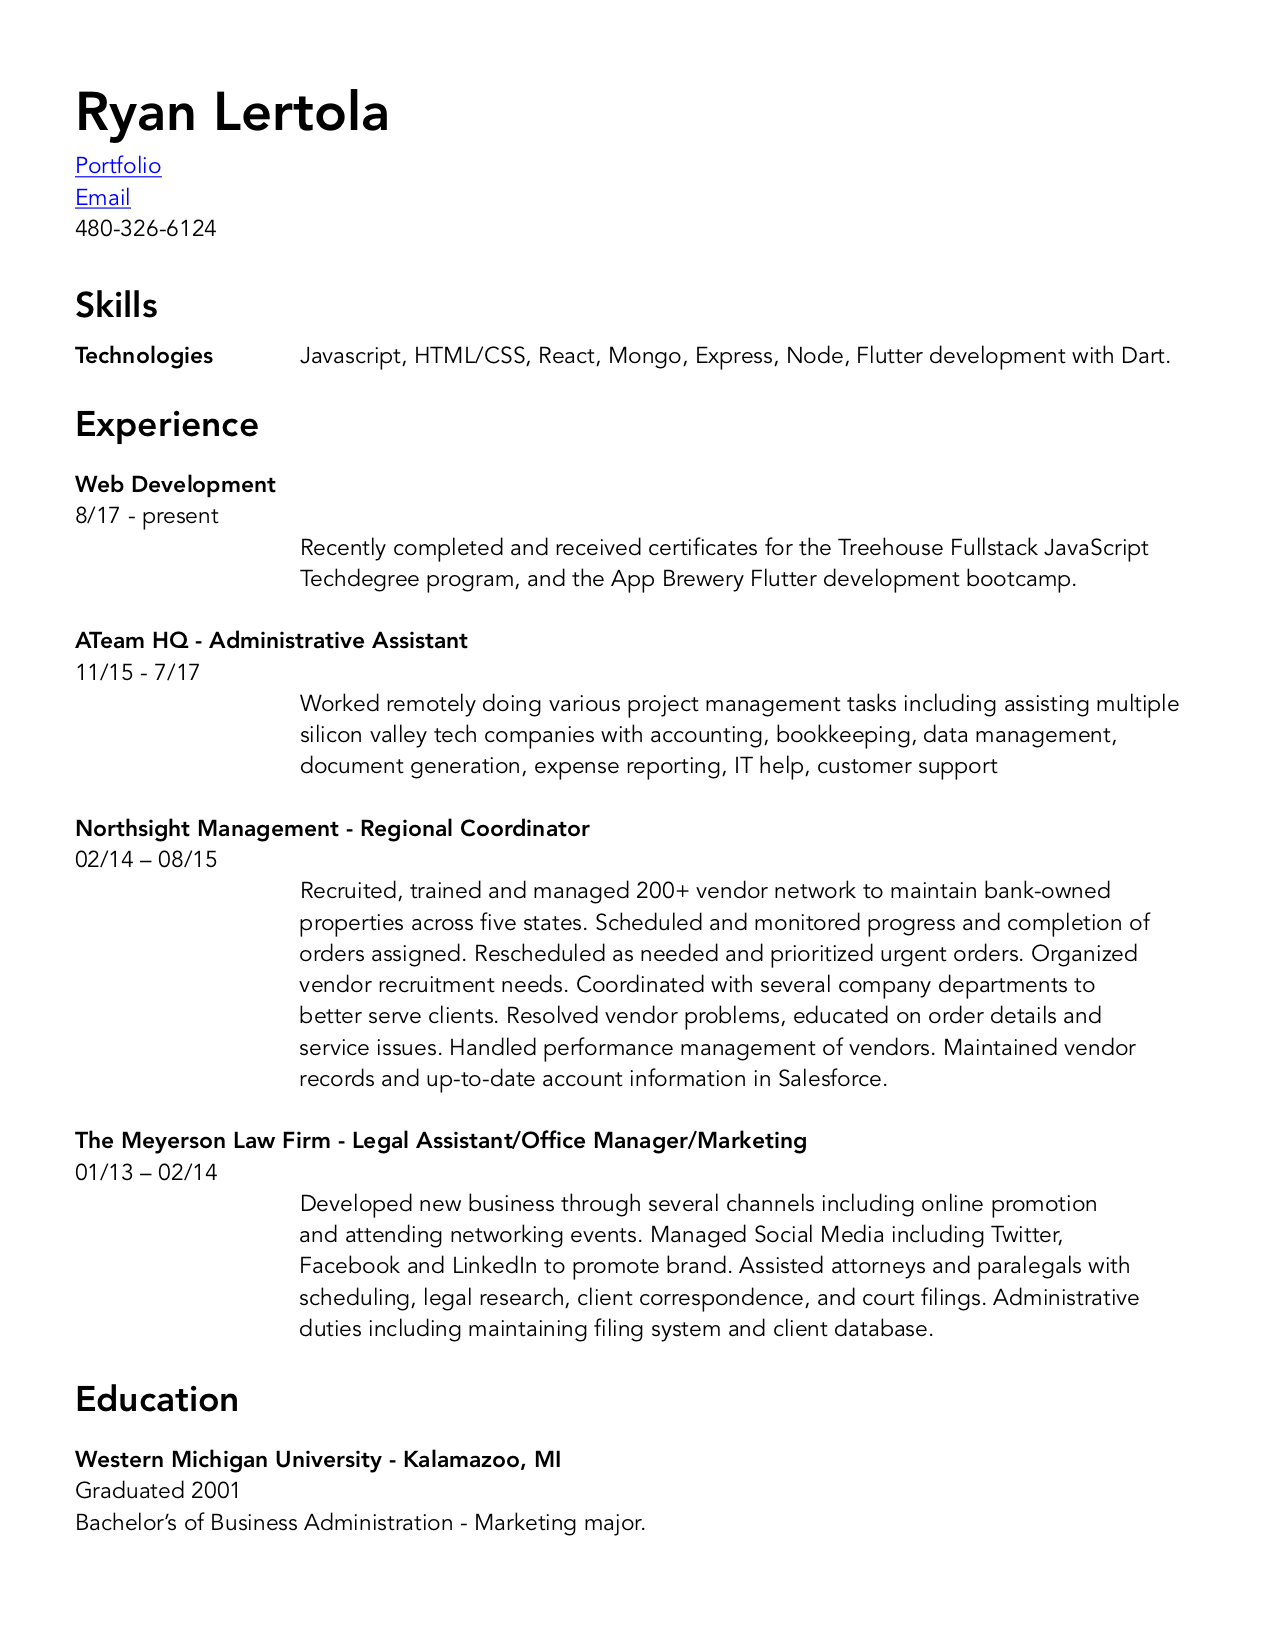 Ryan Lertola
Portfolio
Email
480-326-6124
Skills
Technologies Javascript, HTML/CSS, React, Mongo, Express, Node, Flutter development with Dart.
Experience
Web Development
8/17 - present
Recently completed and received certificates for the Treehouse Fullstack JavaScript
Techdegree program, and the App Brewery Flutter development bootcamp.
ATeam HQ - Administrative Assistant
11/15 - 7/17
Worked remotely doing various project management tasks including assisting multiple
silicon valley tech companies with accounting, bookkeeping, data management,
document generation, expense reporting, IT help, customer support
Northsight Management - Regional Coordinator
02/14 – 08/15
Recruited, trained and managed 200+ vendor network to maintain bank-owned
properties across five states. Scheduled and monitored progress and completion of
orders assigned. Rescheduled as needed and prioritized urgent orders. Organized
vendor recruitment needs. Coordinated with several company departments to
better serve clients. Resolved vendor problems, educated on order details and
service issues. Handled performance management of vendors. Maintained vendor
records and up-to-date account information in Salesforce.
The Meyerson Law Firm - Legal Assistant/Office Manager/Marketing
01/13 – 02/14
Developed new business through several channels including online promotion
and attending networking events. Managed Social Media including Twitter,
Facebook and LinkedIn to promote brand. Assisted attorneys and paralegals with
scheduling, legal research, client correspondence, and court filings. Administrative
duties including maintaining filing system and client database.
Education
Western Michigan University - Kalamazoo, MI
Graduated 2001
Bachelor’s of Business Administration - Marketing major.